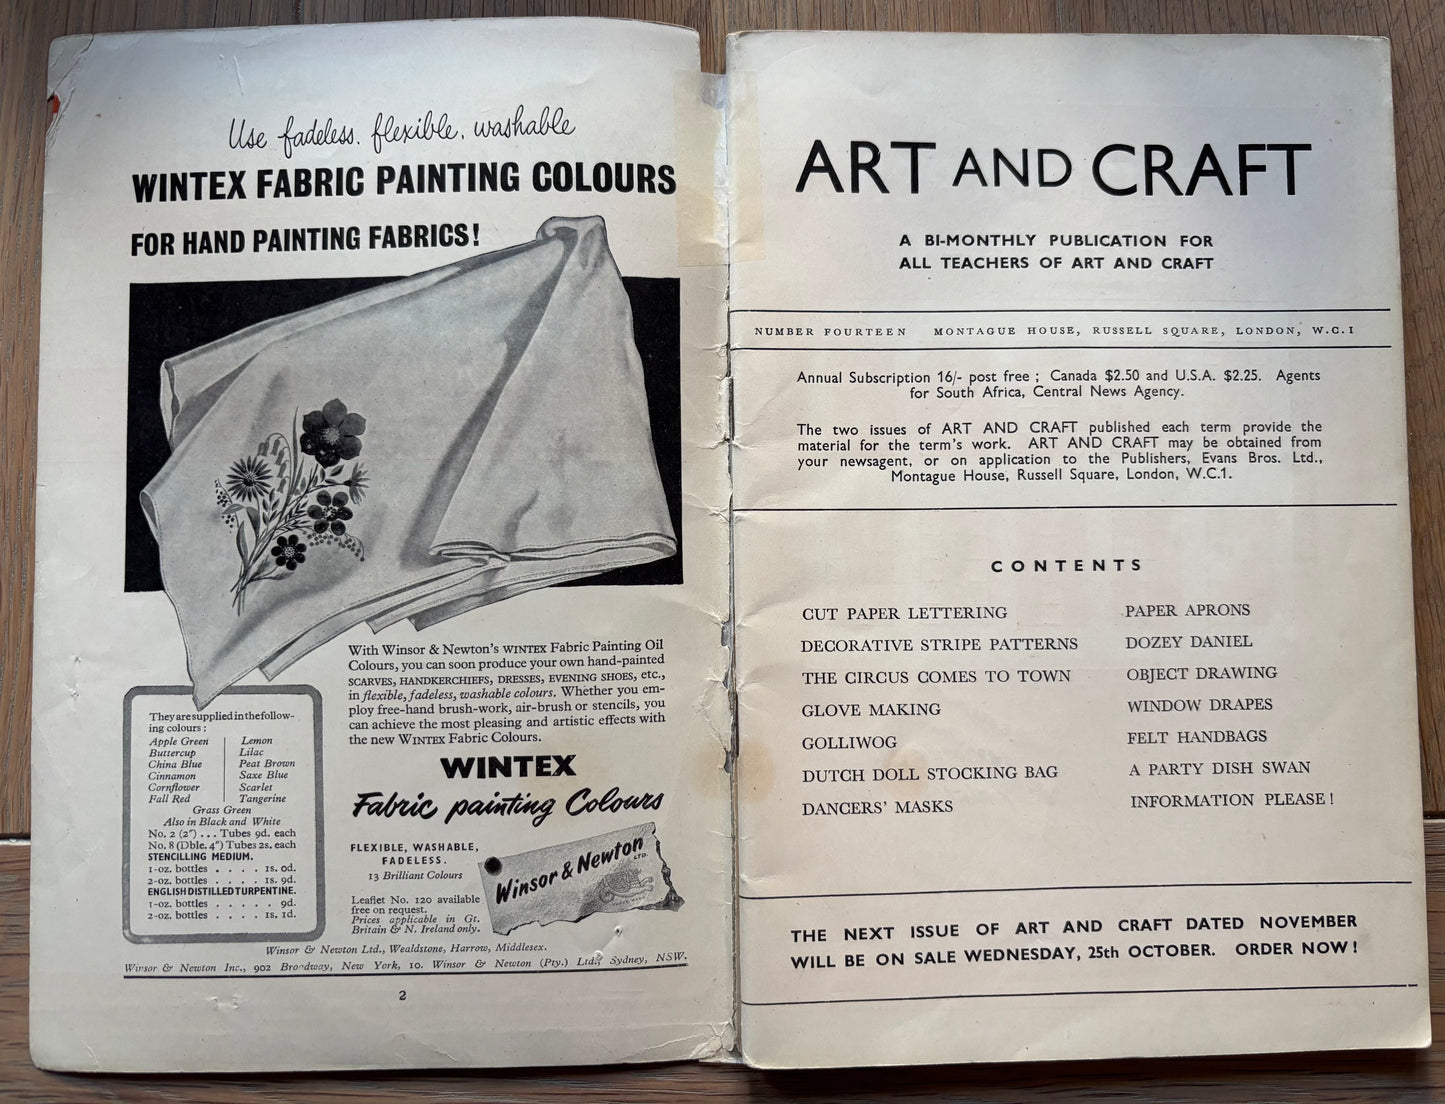 Use fadeless, flexible, washable
WINTEX FABRIC PAINTING COLOURS
FOR HAND PAINTING FABRICS!
With Winsor & Newton's WINTEX Fabric Painting Oil
Colours, you can soon produce your own hand-painted
SCARVES, HANDKERCHIEFS, DRESSES, EVENING SHOES, etc.,
in flexible, fadeless, washable colours. Whether you em-
ploy free-hand brush-work, air-brush or stencils, you
can achieve the most pleasing and artistic effects with
the new WINTEX Fabric Colours.
They are supplied in the follow-
ing colours :
Apple Green Lemon
Buttercup Lilac
China Blue Peat Brown
Cinnamon Saxe Blue
Cornflower Scarlet
Fall Red Tangerine
Grass Green
Also in Black and White
No. 2 (2") ... Tubes 9d. each
No. 8 (Dble. 4") Tubes 2s. each
STENCILLING MEDIUM.
1-oz. bottles . . . . 1s. 0d.
2-oz. bottles . . . . 1s. 9d.
ENGLISH DISTILLED TURPENTINE.
1-oz. bottles . . . . . 9d.
2-oz. bottles . . . . 1s. 1d.
WINTEX
Fabric painting Colours
FLEXIBLE, WASHABLE,
FADELESS.
13 Brilliant Colours
Leaflet No. 120 available
free on request.
Prices applicable in Gt.
Britain & N. Ireland only.
Winsor & Newton
LTD.
Winsor & Newton Ltd., Wealdstone, Harrow, Middlesex.
Winsor & Newton Inc., 902 Broadway, New York, 10. Winsor & Newton (Pty.) Ltd., Sydney, NSW.
2
ART AND CRAFT
A BI-MONTHLY PUBLICATION FOR
ALL TEACHERS OF ART AND CRAFT
NUMBER FOURTEEN MONTAGUE HOUSE, RUSSELL SQUARE, LONDON, W.C.1
Annual Subscription 16/- post free ; Canada $2.50 and U.S.A. $2.25. Agents
for South Africa, Central News Agency.
The two issues of ART AND CRAFT published each term provide the
material for the term's work. ART AND CRAFT may be obtained from
your newsagent, or on application to the Publishers, Evans Bros. Ltd.,
Montague House, Russell Square, London, W.C.1.
CONTENTS
CUT PAPER LETTERING
DECORATIVE STRIPE PATTERNS
THE CIRCUS COMES TO TOWN
GLOVE MAKING
GOLLIWOG
DUTCH DOLL STOCKING BAG
DANCERS' MASKS
PAPER APRONS
DOZEY DANIEL
OBJECT DRAWING
WINDOW DRAPES
FELT HANDBAGS
A PARTY DISH SWAN
INFORMATION PLEASE!
THE NEXT ISSUE OF ART AND CRAFT DATED NOVEMBER
WILL BE ON SALE WEDNESDAY, 25th OCTOBER. ORDER NOW!